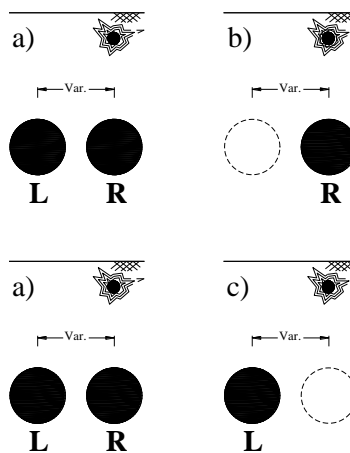 a) b)
Var. Var.
L R R
a) c)
Var. Var.
L R L